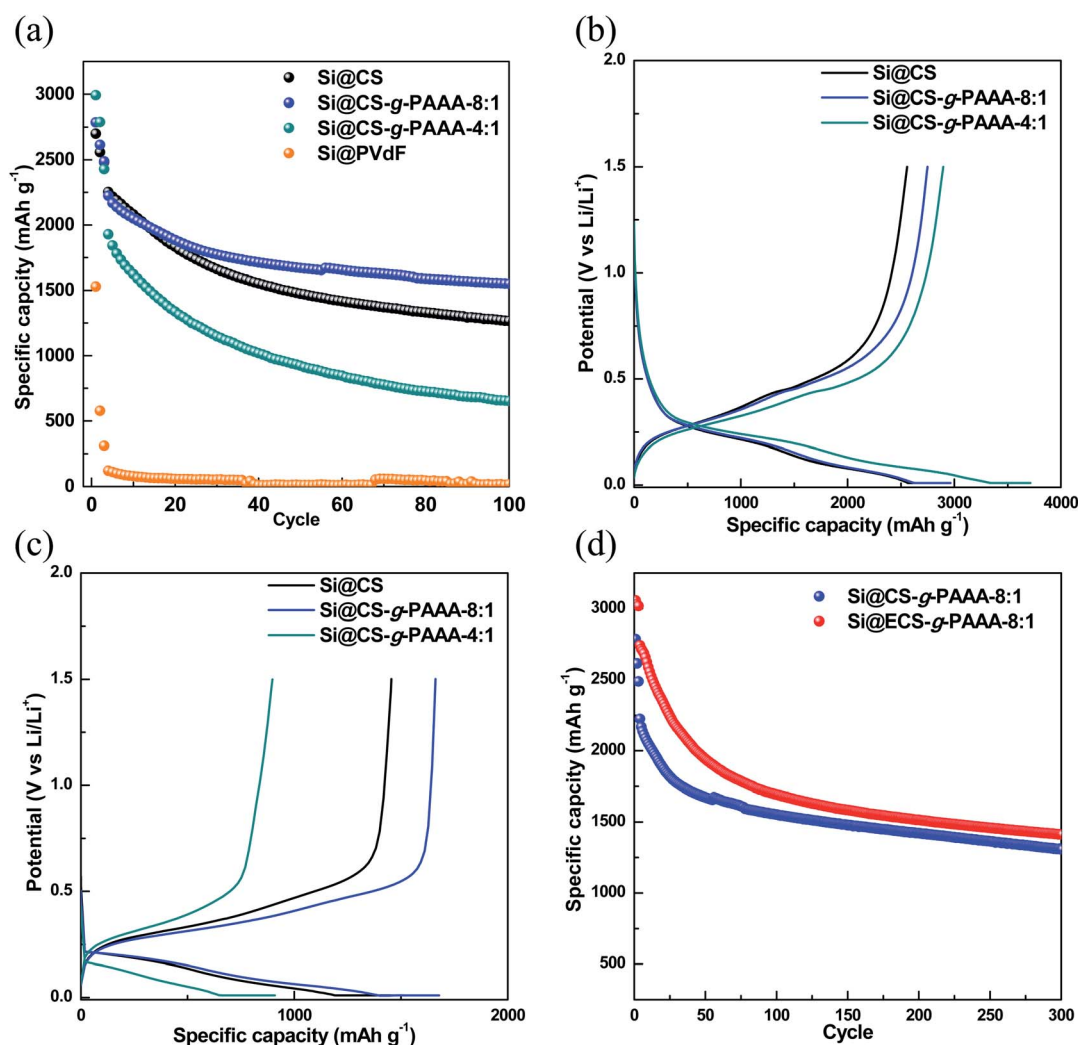 (a)
Si@CS
Si@CS-g-PAAA-8:1
Si@CS-g-PAAA-4:1
Si@PVdF
3000
2500
2000
1500
1000
500
0
0
20
40
60
80
100
Specific capcity (mAh g⁻¹)
Cycle
(b)
Si@CS
Si@CS-g-PAAA-8:1
Si@CS-g-PAAA-4:1
2.0
1.5
1.0
0.5
0.0
0
1000
2000
3000
4000
Potential (V vs Li/Li⁺)
Specific capacity (mAh g⁻¹)
(c)
Si@CS
Si@CS-g-PAAA-8:1
Si@CS-g-PAAA-4:1
2.0
1.5
1.0
0.5
0.0
0
1000
2000
Potential (V vs Li/Li⁺)
Specific capacity (mAh g⁻¹)
(d)
Si@CS-g-PAAA-8:1
Si@ECS-g-PAAA-8:1
3000
2500
2000
1500
1000
500
0
50
100
150
200
250
300
Specific capcity (mAh g⁻¹)
Cycle